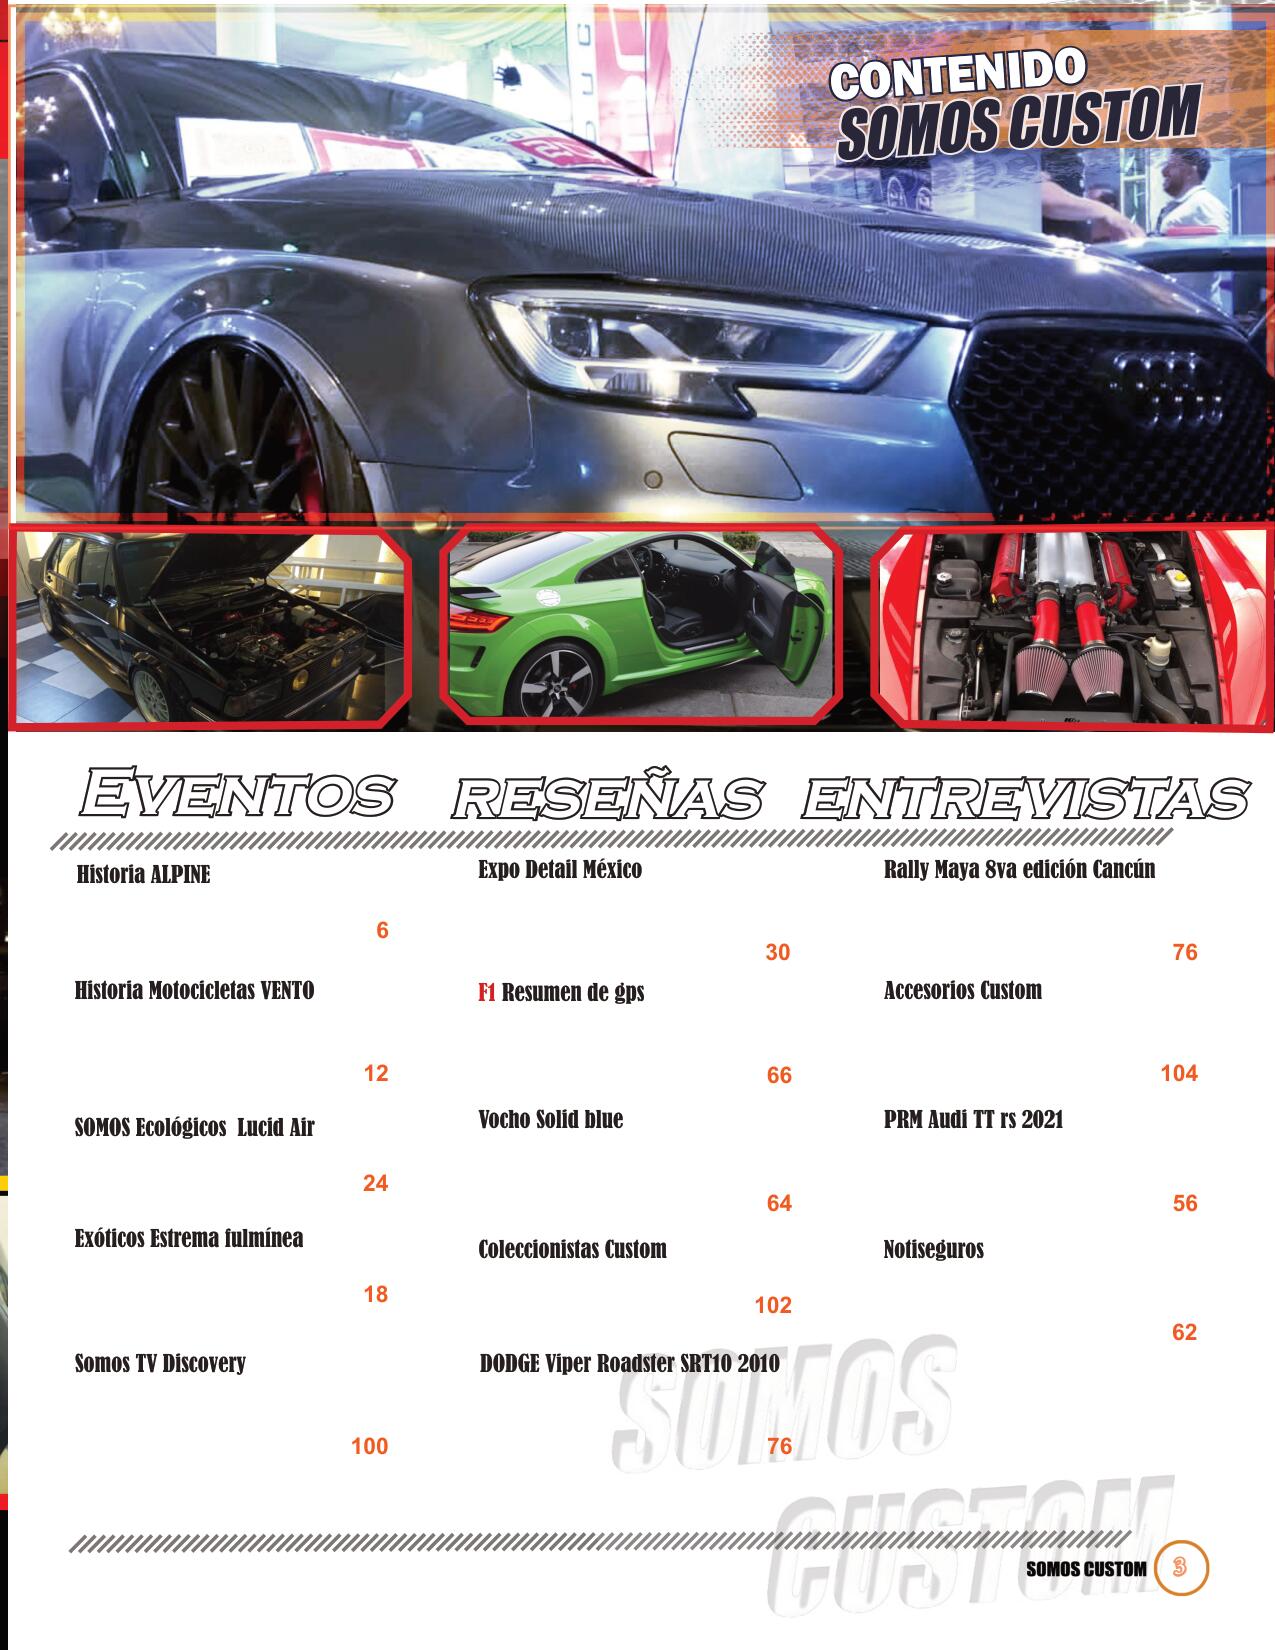 CONTENIDO
SOMOS CUSTOM
EVENTOS
Historia ALPINE
6
Historia Motocicletas VENTO
12
SOMOS Ecológicos Lucid Air
24
Exóticos Estrema fulmínea
18
Somos TV Discovery
100
RESEÑAS
Expo Detail México
30
F1 Resumen de gps
66
Vocho Solid blue
64
Coleccionistas Custom
102
DODGE Viper Roadster SRT10 2010
76
ENTREVISTAS
Rally Maya 8va edición Cancún
76
Accesorios Custom
104
PRM Audi TT rs 2021
56
Notiseguros
62
SOMOS
CUSTOM
SOMOS CUSTOM 3